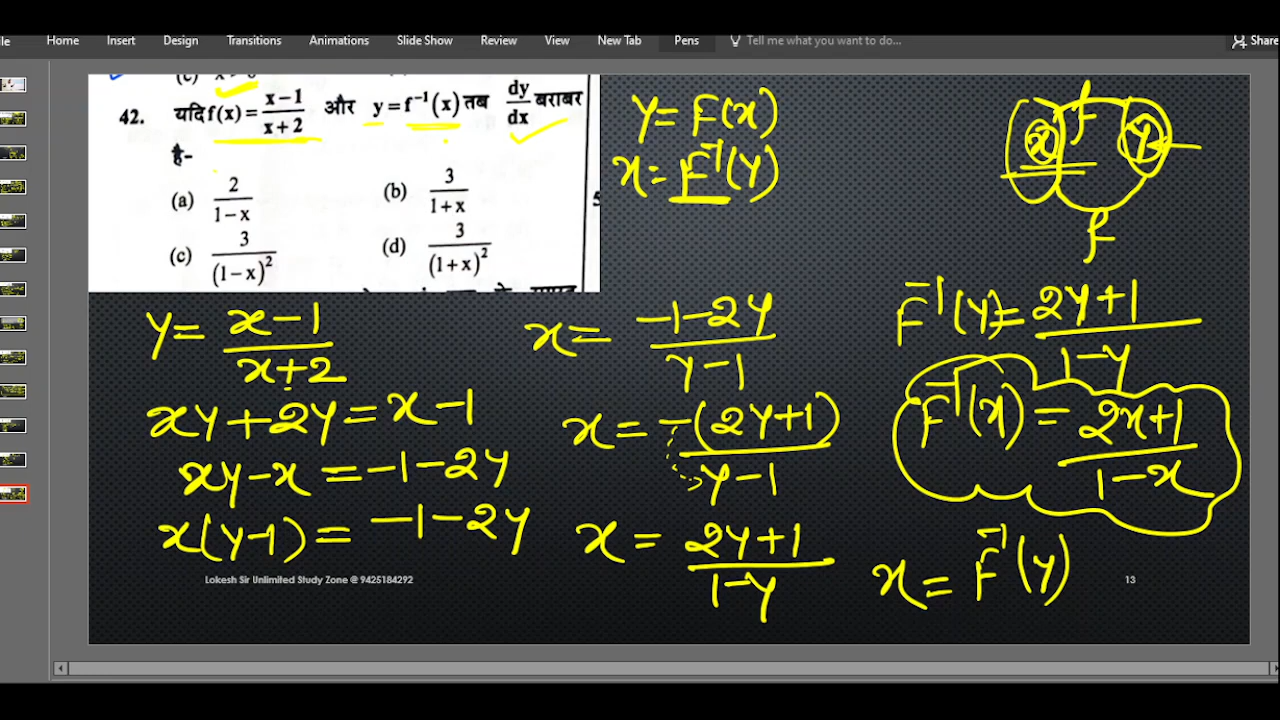 Home Insert Design Transitions Animations Slide Show Review View New Tab Pens Tell me what you want to do... Share
42. यदि f(x) = x−1 / x+2 और y = f⁻¹(x) तब dy/dx बराबर
है-
(a) 2 / 1−x (b) 3 / 1+x
(c) 3 / (1−x)² (d) 3 / (1+x)²
y = F(x)
x = F⁻¹(y)
x f y
f
y = x−1 / x+2
xy+2y = x−1
xy−x = −1−2y
x(y−1) = −1−2y
x = −1−2y / y−1
x = −(2y+1) / y−1
x = 2y+1 / 1−y
F⁻¹(y) = 2y+1 / 1−y
F⁻¹(x) = 2x+1 / 1−x
x = F⁻¹(y)
Lokesh Sir Unlimited Study Zone @ 9425184292
13